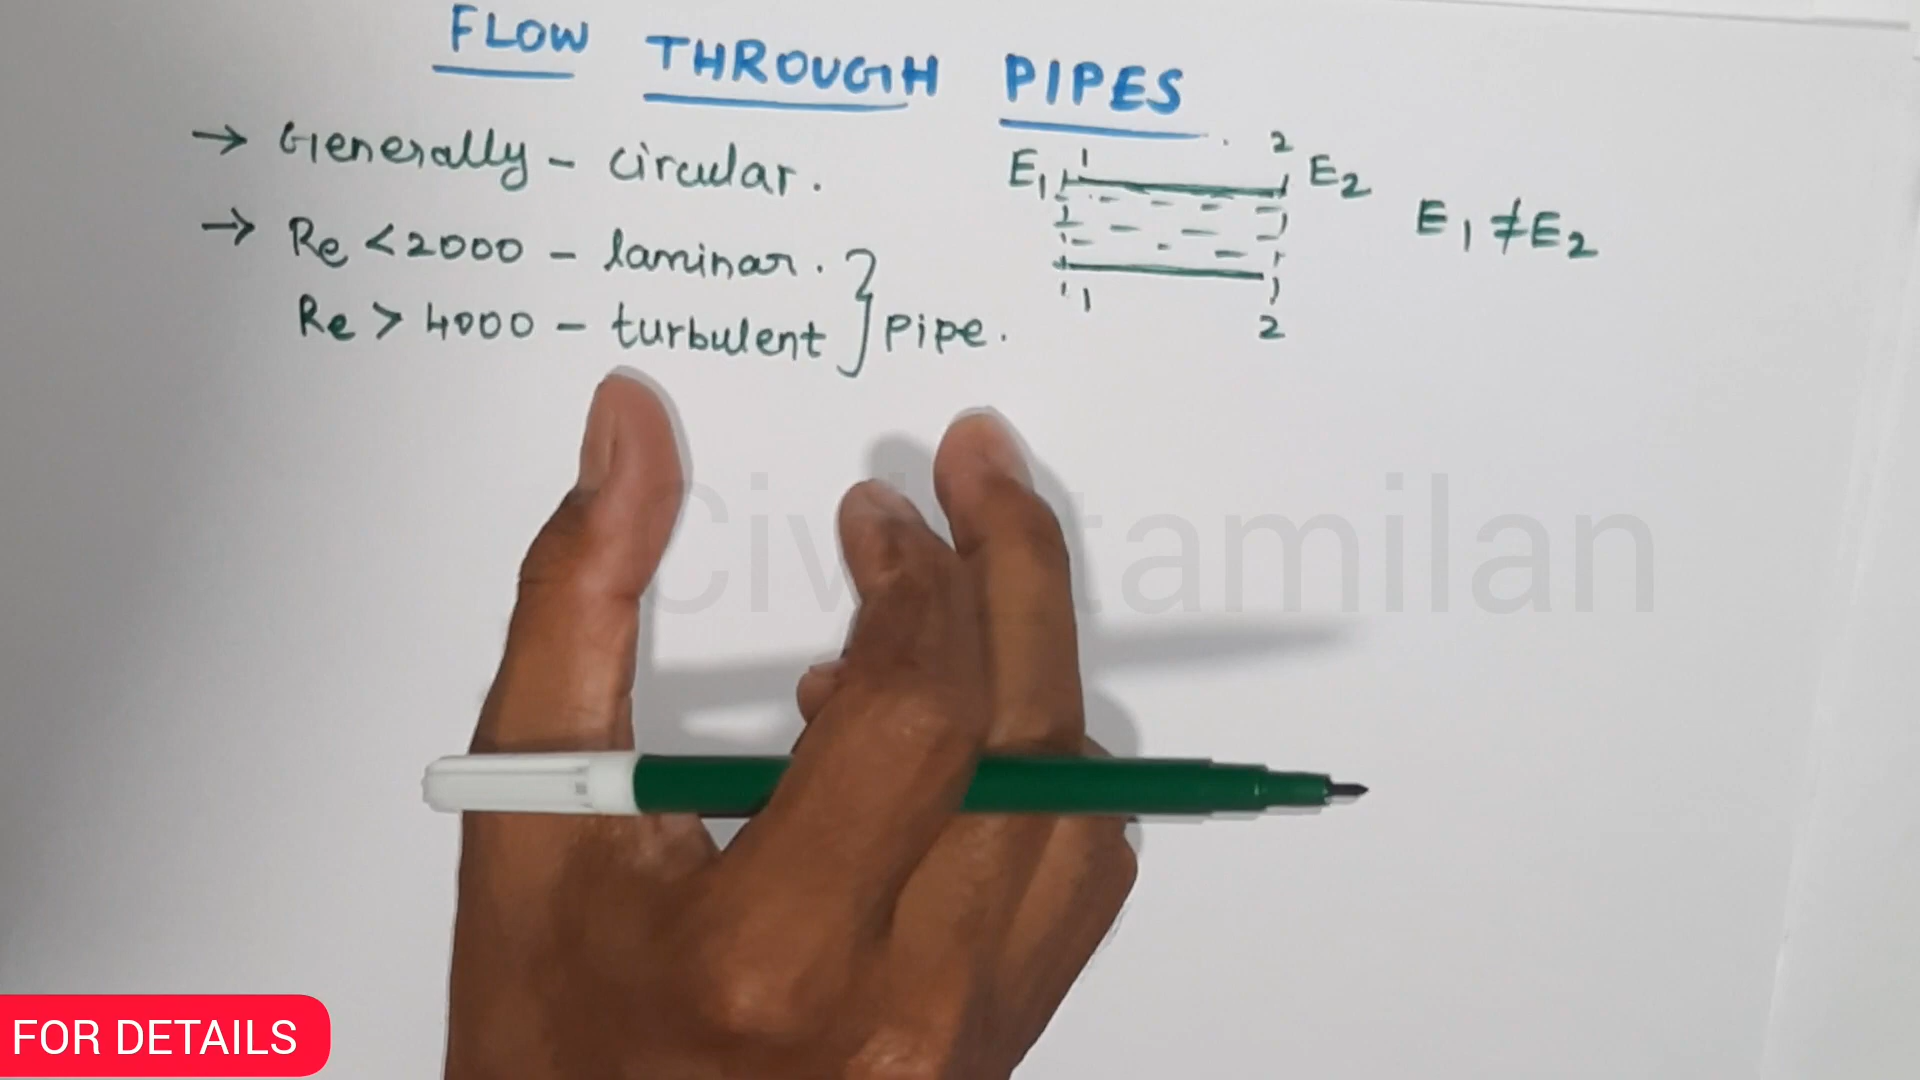 FLOW THROUGH PIPES
→ Generally - circular.
→ Re < 2000 - laminar.
Re > 4000 - turbulent } pipe.
1 2
E1 E2
E1 ≠ E2
1
2
Civil tamilan
FOR DETAILS